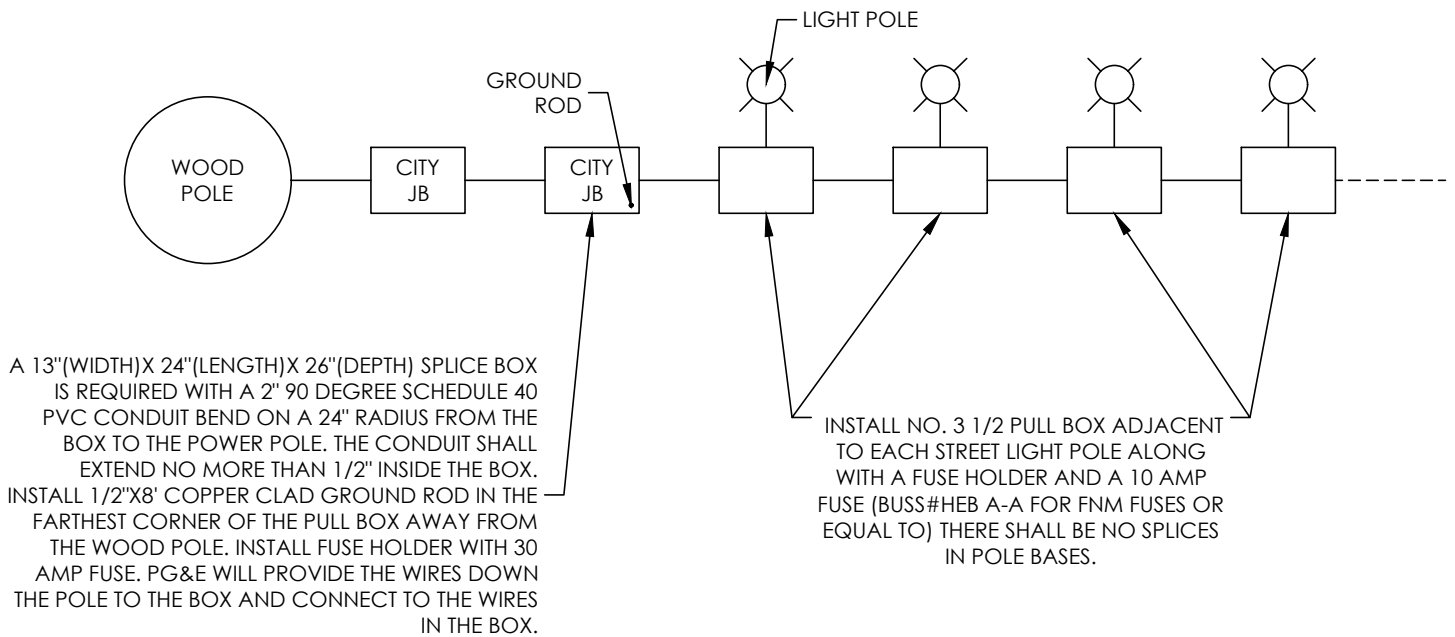 LIGHT POLE
GROUND
ROD
WOOD
POLE
CITY
JB
CITY
JB
A 13"(WIDTH)X 24"(LENGTH)X 26"(DEPTH) SPLICE BOX
IS REQUIRED WITH A 2" 90 DEGREE SCHEDULE 40
PVC CONDUIT BEND ON A 24" RADIUS FROM THE
BOX TO THE POWER POLE. THE CONDUIT SHALL
EXTEND NO MORE THAN 1/2" INSIDE THE BOX.
INSTALL 1/2"X8' COPPER CLAD GROUND ROD IN THE
FARTHEST CORNER OF THE PULL BOX AWAY FROM
THE WOOD POLE. INSTALL FUSE HOLDER WITH 30
AMP FUSE. PG&E WILL PROVIDE THE WIRES DOWN
THE POLE TO THE BOX AND CONNECT TO THE WIRES
IN THE BOX.
INSTALL NO. 3 1/2 PULL BOX ADJACENT
TO EACH STREET LIGHT POLE ALONG
WITH A FUSE HOLDER AND A 10 AMP
FUSE (BUSS#HEB A-A FOR FNM FUSES OR
EQUAL TO) THERE SHALL BE NO SPLICES
IN POLE BASES.